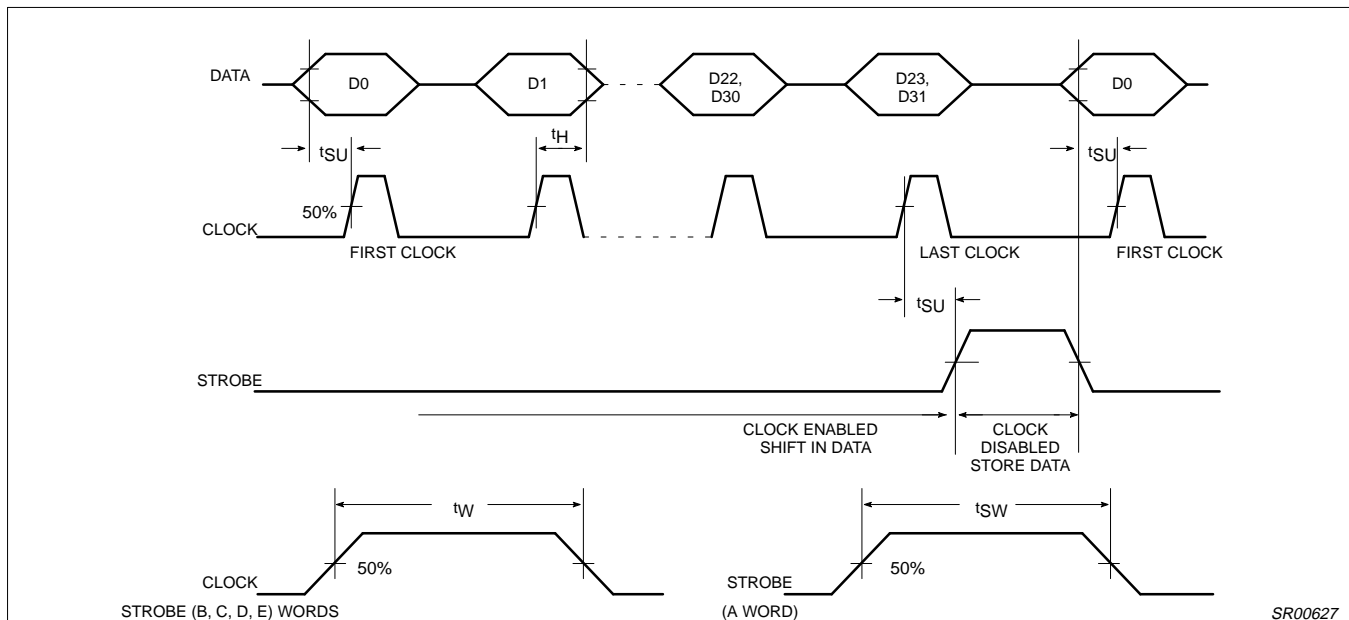 DATA
D0
D1
D22,
D30
D23,
D31
D0
tSU
tH
tSU
50%
CLOCK
FIRST CLOCK
LAST CLOCK
FIRST CLOCK
tSU
STROBE
CLOCK ENABLED
SHIFT IN DATA
CLOCK
DISABLED
STORE DATA
tW
tSW
50%
50%
CLOCK
STROBE (B, C, D, E) WORDS
STROBE
(A WORD)
SR00627